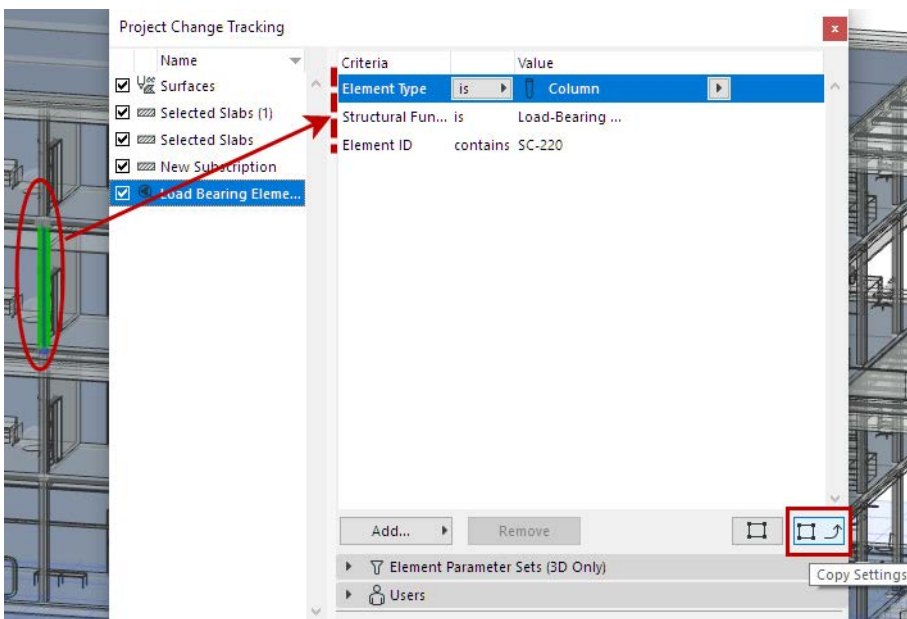 Project Change Tracking
Name
Surfaces
Selected Slabs (1)
Selected Slabs
New Subscription
Load Bearing Eleme...
Criteria Value
Element Type is Column
Structural Fun... is Load-Bearing ...
Element ID contains SC-220
Add... Remove
Copy Settings
Element Parameter Sets (3D Only)
Users